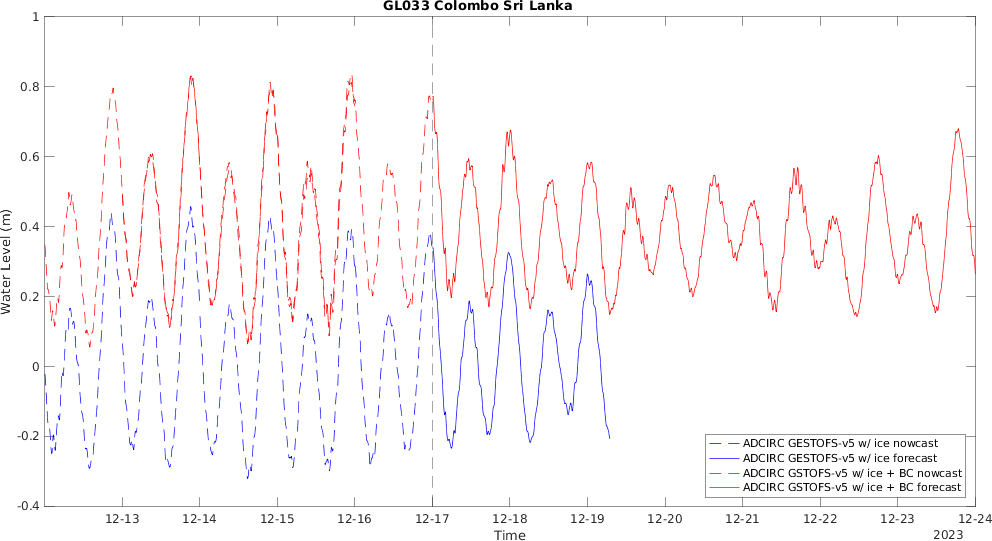 GL033 Colombo Sri Lanka
1
0.8
0.6
0.4
0.2
0
-0.2
-0.4
Water Level (m)
ADCIRC GESTOFS-v5 w/ ice nowcast
ADCIRC GESTOFS-v5 w/ ice forecast
ADCIRC GSTOFS-v5 w/ ice + BC nowcast
ADCIRC GSTOFS-v5 w/ ice + BC forecast
12-13 12-14 12-15 12-16 12-17 12-18 12-19 12-20 12-21 12-22 12-23 12-24
Time
2023